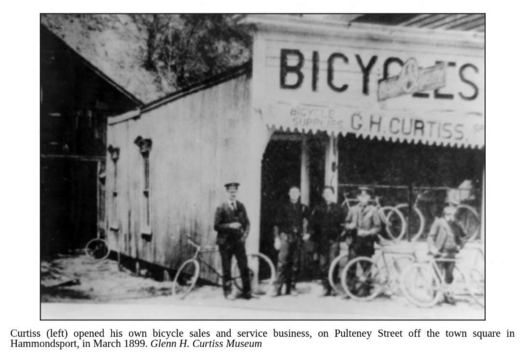 BICYCLES
BICYCLE
SUPPLIES
G.H. CURTISS.
Curtiss (left) opened his own bicycle sales and service business, on Pulteney Street off the town square in
Hammondsport, in March 1899. Glenn H. Curtiss Museum